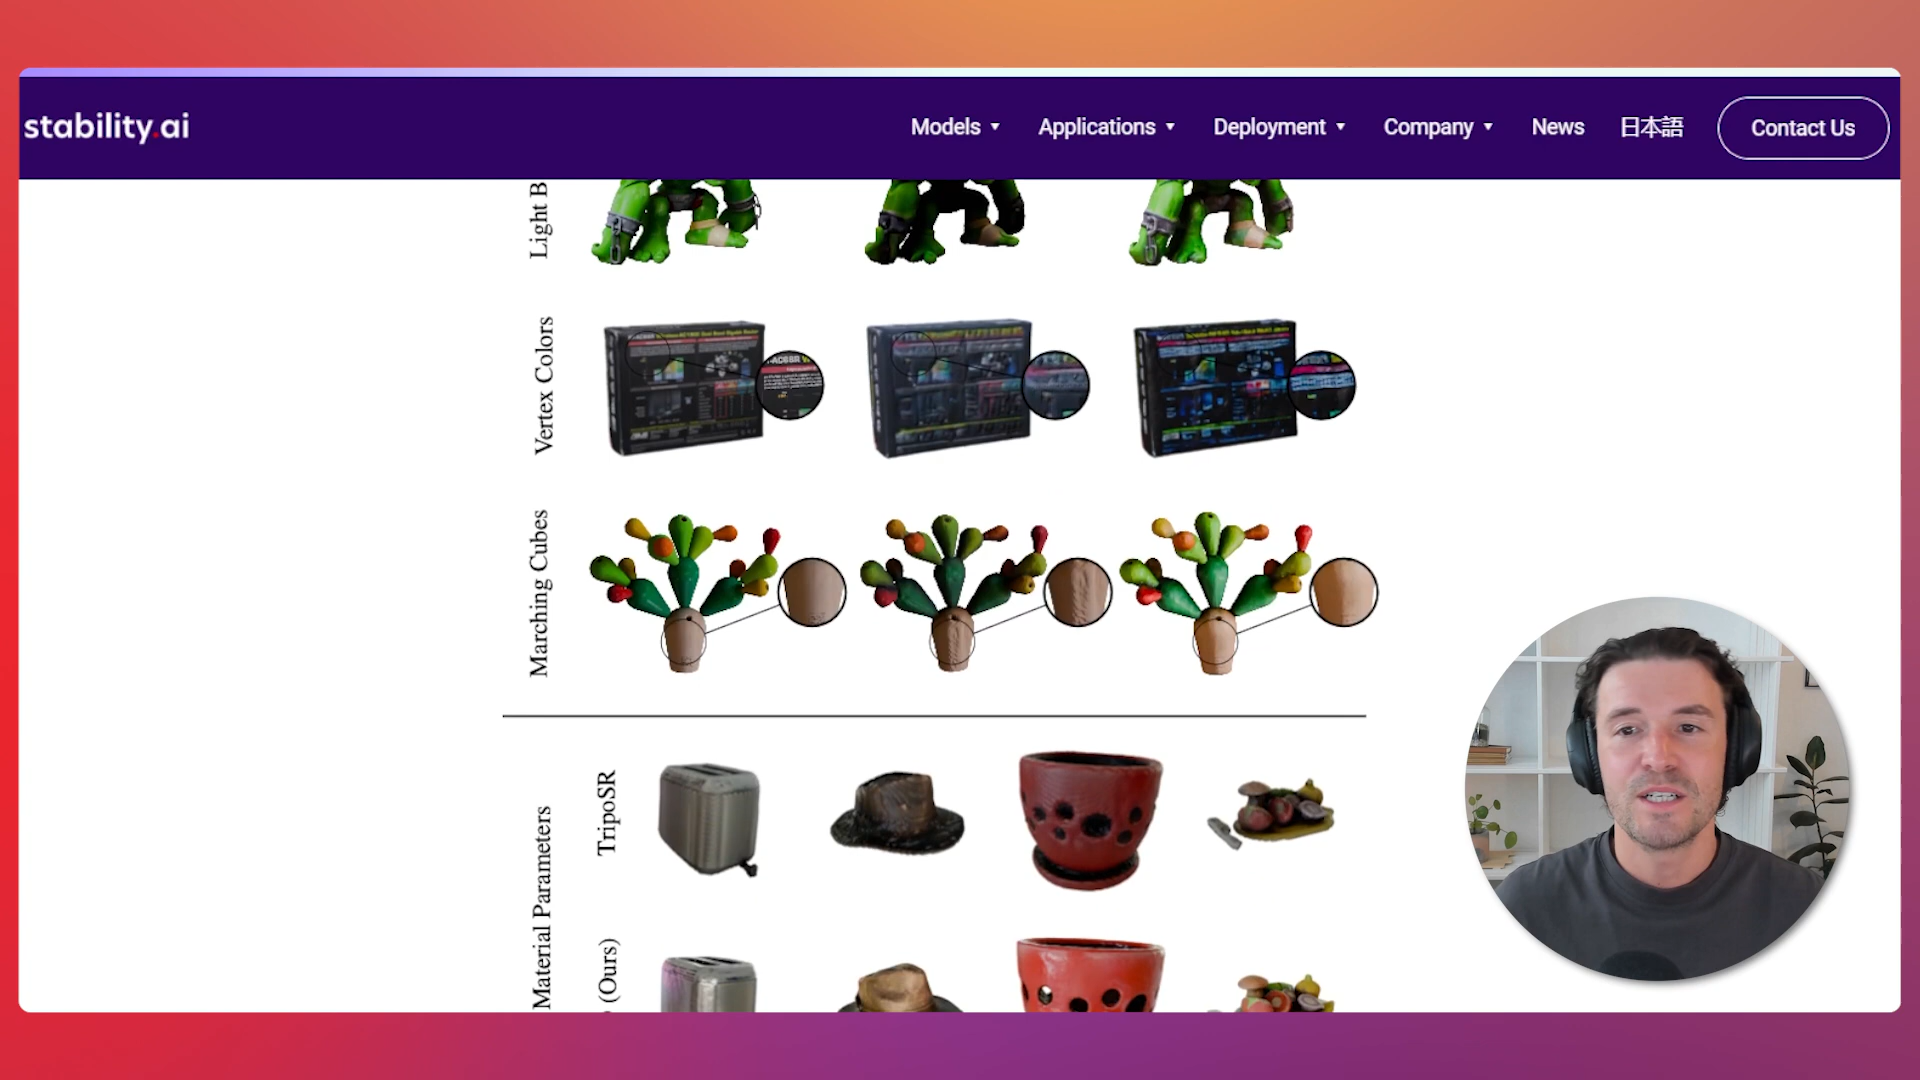 stability.ai
Models
Applications
Deployment
Company
News
日本語
Contact Us
Light B
Vertex Colors
-AC88R
Marching Cubes
Material Parameters
TripoSR
(Ours)